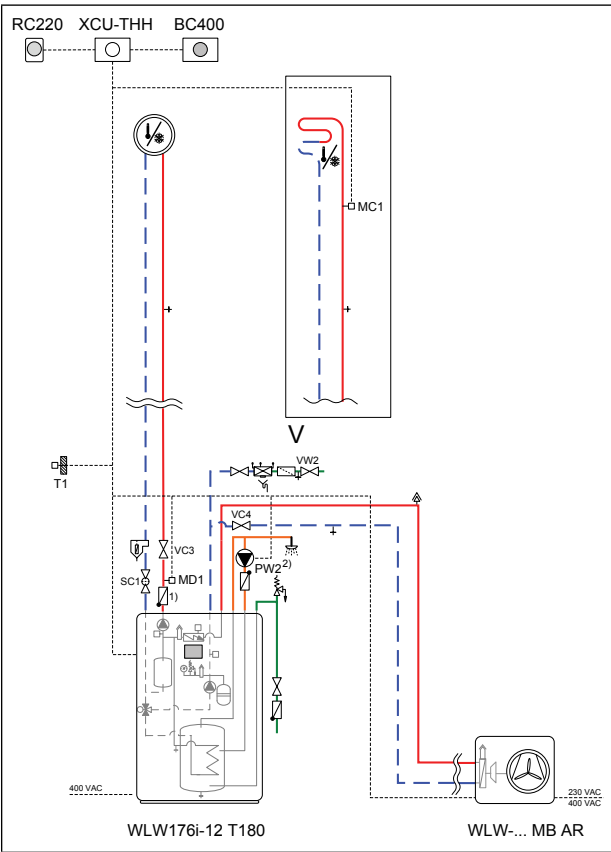 RC220 XCU-THH BC400
MC1
V
T1
VW2
VC4
VC3
PW2 2)
SC1
MD1
1)
400 VAC
230 VAC
400 VAC
WLW176i-12 T180
WLW-... MB AR